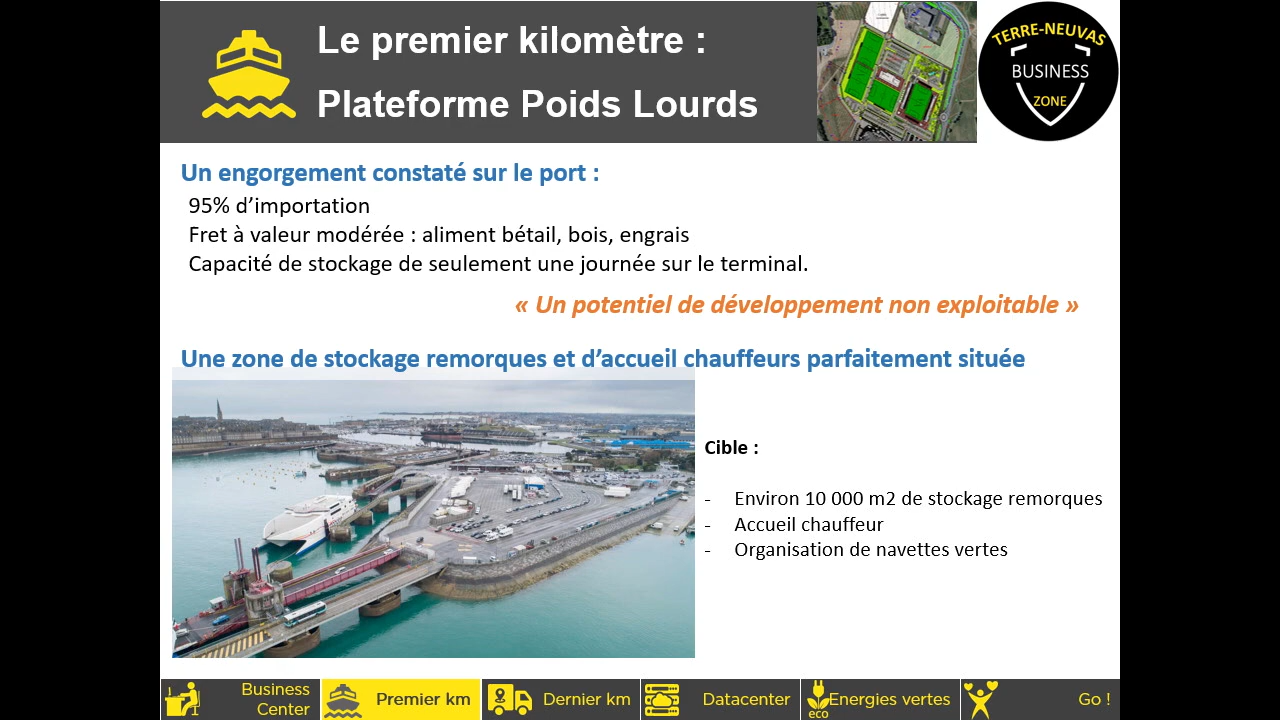 Le premier kilomètre :
Plateforme Poids Lourds
TERRE-NEUVAS
BUSINESS
ZONE
Un engorgement constaté sur le port :
95% d’importation
Fret à valeur modérée : aliment bétail, bois, engrais
Capacité de stockage de seulement une journée sur le terminal.
« Un potentiel de développement non exploitable »
Une zone de stockage remorques et d’accueil chauffeurs parfaitement située
Cible :
- Environ 10 000 m2 de stockage remorques
- Accueil chauffeur
- Organisation de navettes vertes
Business
Center
Premier km
Dernier km
Datacenter
eco
Energies vertes
Go !